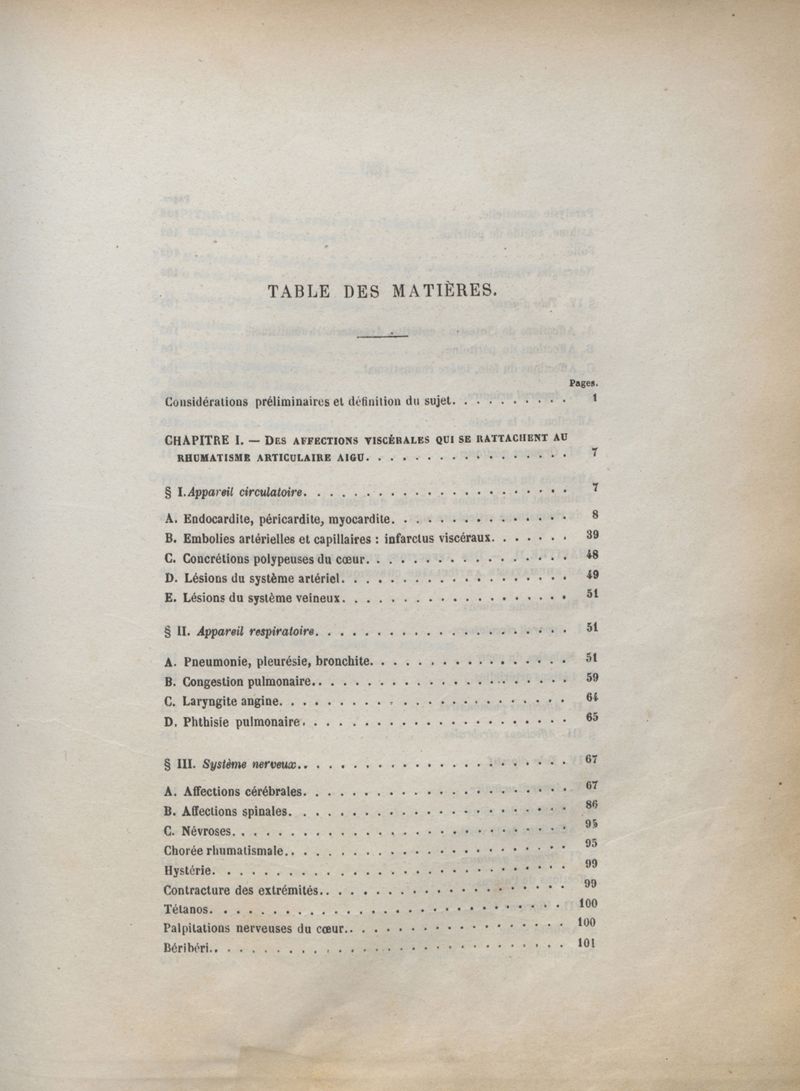 TABLE DES MATIÈRES.
Pages.
Considérations préliminaires et définition du sujet. . . . . . . . . . 1
CHAPITRE I. — DES AFFECTIONS VISCÉRALES QUI SE RATTACHENT AU
RHUMATISME ARTICULAIRE AIGU. . . . . . . . . . . . . . . . . 7
§ I. Appareil circulatoire. . . . . . . . . . . . . . . . . . . . . . 7
A. Endocardite, péricardite, myocardite. . . . . . . . . . . . . . . 8
B. Embolies artérielles et capillaires : infarctus viscéraux. . . . . . . 39
C. Concrétions polypeuses du cœur. . . . . . . . . . . . . . . . . 48
D. Lésions du système artériel. . . . . . . . . . . . . . . . . . . 49
E. Lésions du système veineux. . . . . . . . . . . . . . . . . . . 51
§ II. Appareil respiratoire. . . . . . . . . . . . . . . . . . . . . 51
A. Pneumonie, pleurésie, bronchite. . . . . . . . . . . . . . . . . 51
B. Congestion pulmonaire. . . . . . . . . . . . . . . . . . . . . . 59
C. Laryngite angine. . . . . . . . . . . . . . . . . . . . . . . . 64
D. Phthisie pulmonaire. . . . . . . . . . . . . . . . . . . . . . 65
§ III. Système nerveux. . . . . . . . . . . . . . . . . . . . . . . 67
A. Affections cérébrales. . . . . . . . . . . . . . . . . . . . . . 67
B. Affections spinales. . . . . . . . . . . . . . . . . . . . . . . 86
C. Névroses. . . . . . . . . . . . . . . . . . . . . . . . . . . . 95
Chorée rhumatismale. . . . . . . . . . . . . . . . . . . . . . . . 95
Hystérie. . . . . . . . . . . . . . . . . . . . . . . . . . . . . 99
Contracture des extrémités. . . . . . . . . . . . . . . . . . . . . 99
Tétanos. . . . . . . . . . . . . . . . . . . . . . . . . . . . . 100
Palpitations nerveuses du cœur. . . . . . . . . . . . . . . . . . . 100
Béribéri. . . . . . . . . . . . . . . . . . . . . . . . . . . . . 101